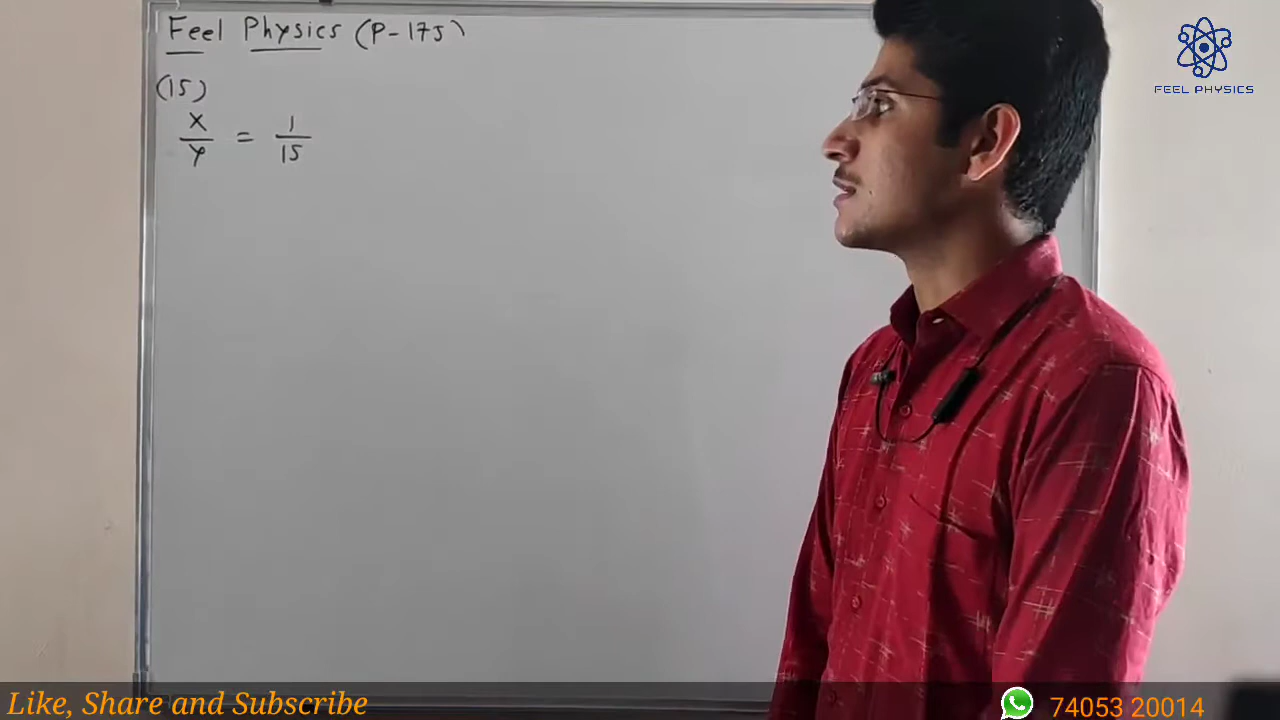 Feel Physics (P-175)
(15)
X/Y = 1/15
FEEL PHYSICS
Like, Share and Subscribe
74053 20014